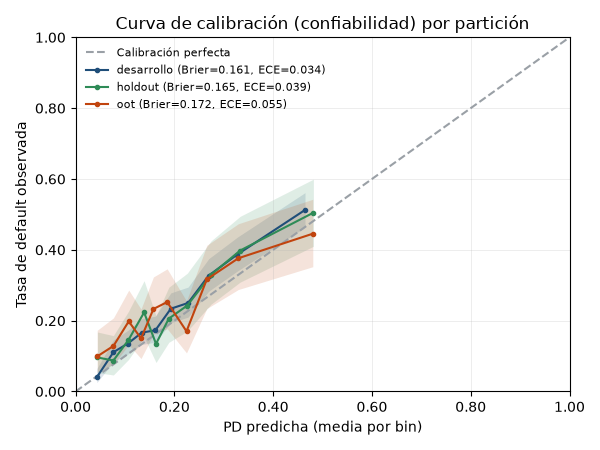 Curva de calibración (confiabilidad) por partición
Calibración perfecta
desarrollo (Brier=0.161, ECE=0.034)
holdout (Brier=0.165, ECE=0.039)
oot (Brier=0.172, ECE=0.055)
Tasa de default observada
1.00
0.80
0.60
0.40
0.20
0.00
0.00 0.20 0.40 0.60 0.80 1.00
PD predicha (media por bin)